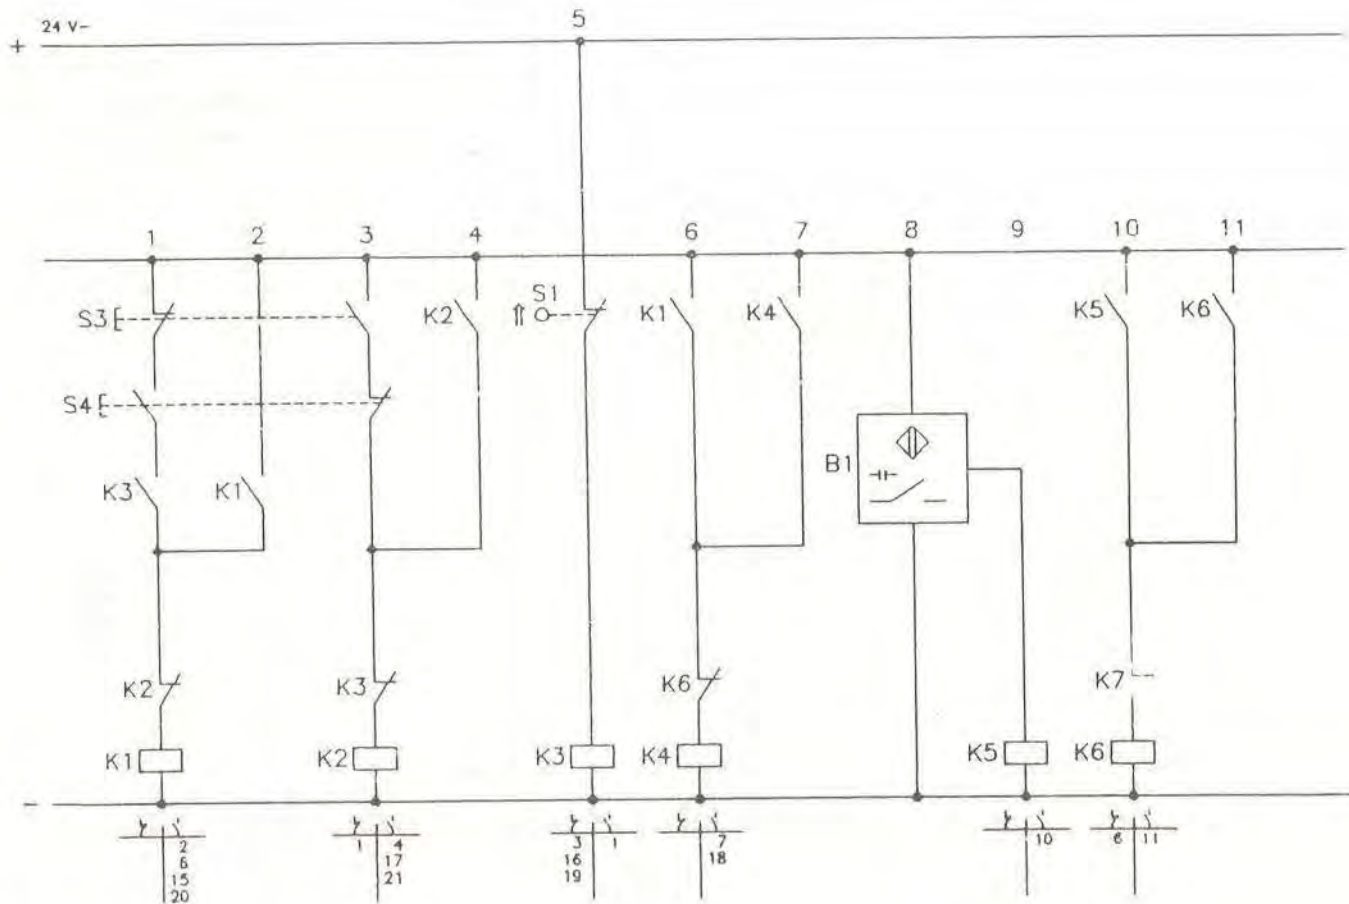 24 V-
+
5
1 2 3 4 6 7 8 9 10 11
S3 K2 S1 K1 K4 K5 K6
S4
B1
K3 K1
K2 K3 K6 K7
K1 K2 K3 K4 K5 K6
-
2 1 4 3 1 7 10 6 11
6 17 16 18
15 21 19
20